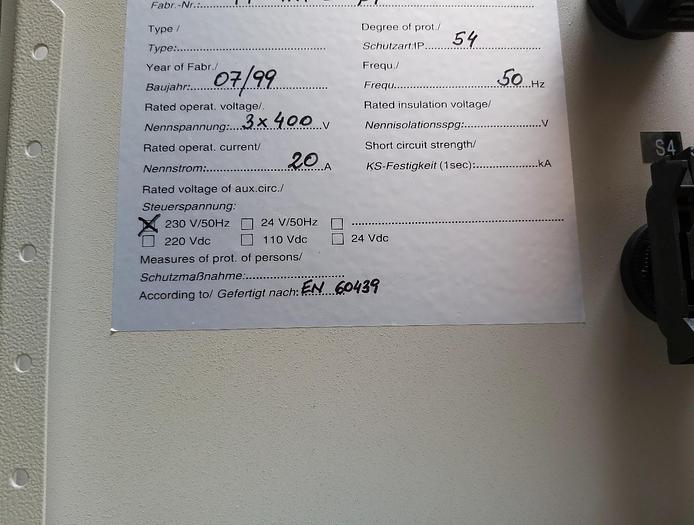 Fabr.-Nr.:
Type / Degree of prot./
Type: Schutzart IP 54
Year of Fabr./ Frequ./
Baujahr: 07/99 Frequ. 50 Hz
Rated operat. voltage/. Rated insulation voltage/
Nennspannung: 3x400 V Nennisolationsspg: V
Rated operat. current/ Short circuit strength/
Nennstrom: 20 A KS-Festigkeit (1sec): kA
Rated voltage of aux.circ./
Steuerspannung:
230 V/50Hz 24 V/50Hz
220 Vdc 110 Vdc 24 Vdc
Measures of prot. of persons/
Schutzmaßnahme:
According to/ Gefertigt nach: EN 60439
S4